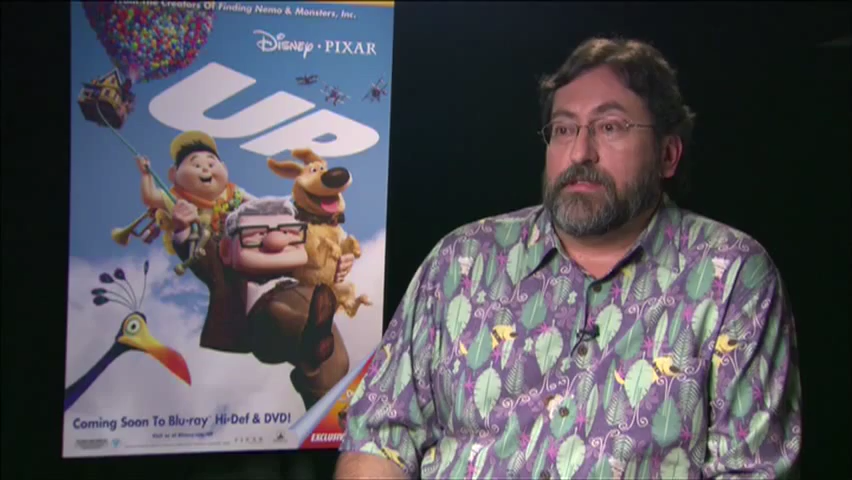 From The Creators Of Finding Nemo & Monsters, Inc.
Disney · PIXAR
UP
Coming Soon To Blu-ray Hi-Def & DVD!
PIXAR
EXCLUSIVE